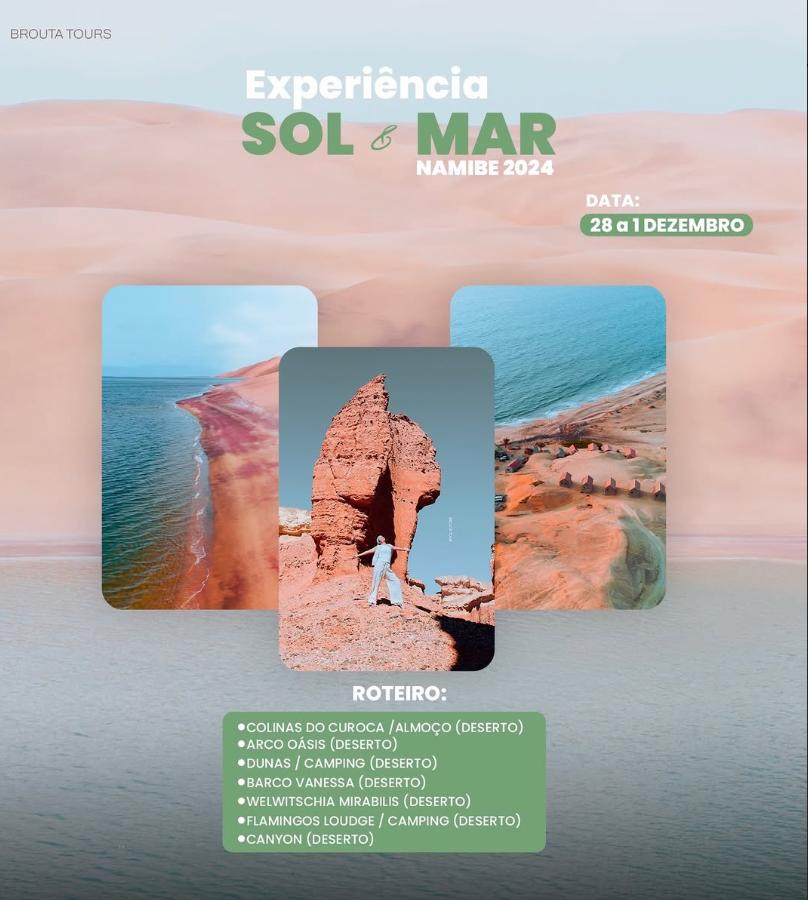 BROUTA TOURS
Experiência
SOL & MAR
NAMIBE 2024
DATA:
28 a 1 DEZEMBRO
ROTEIRO:
•COLINAS DO CUROCA /ALMOÇO (DESERTO)
•ARCO OÁSIS (DESERTO)
•DUNAS / CAMPING (DESERTO)
•BARCO VANESSA (DESERTO)
•WELWITSCHIA MIRABILIS (DESERTO)
•FLAMINGOS LOUDGE / CAMPING (DESERTO)
•CANYON (DESERTO)